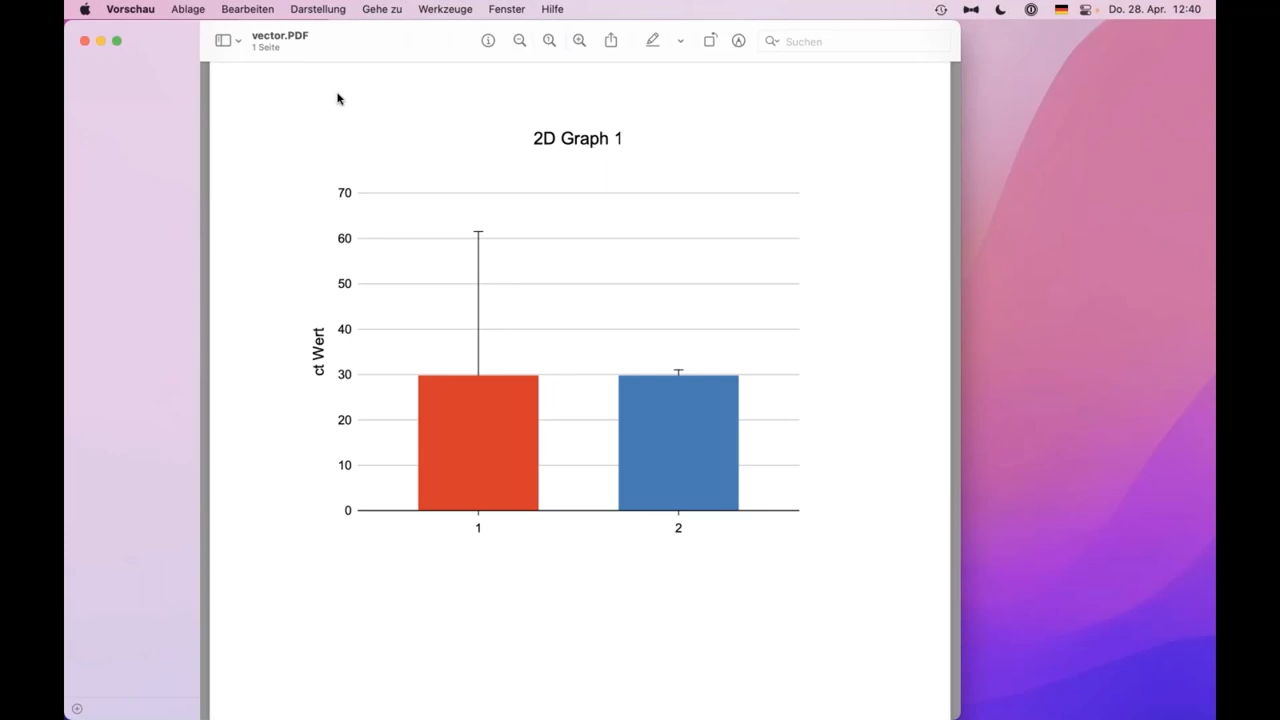 Vorschau Ablage Bearbeiten Darstellung Gehe zu Werkzeuge Fenster Hilfe Do. 28. Apr. 12:40
vector.PDF
1 Seite
Suchen
2D Graph 1
70
60
50
40
30
20
10
0
ct Wert
1 2